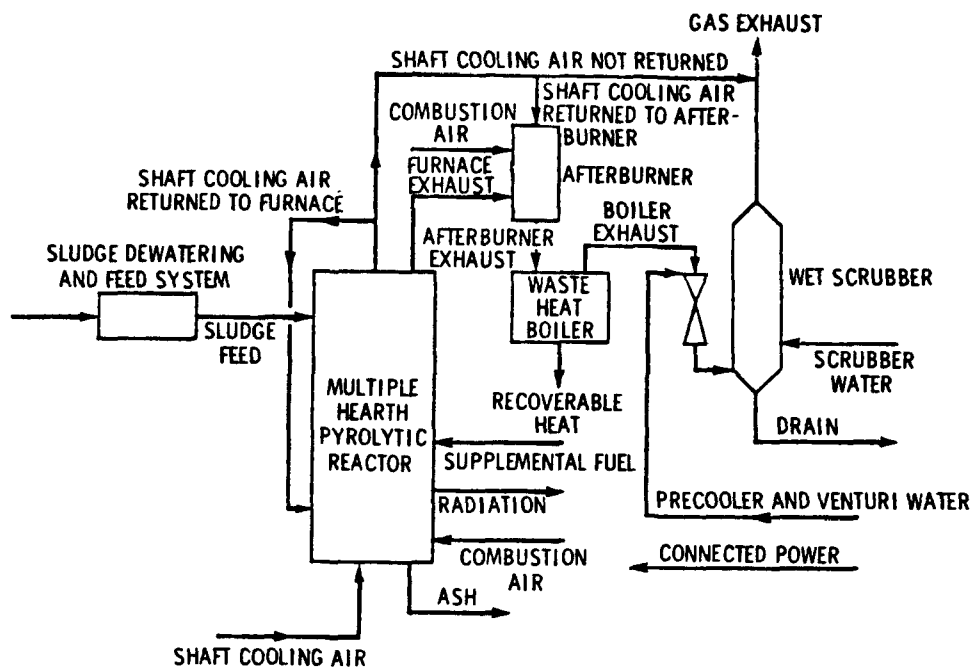 GAS EXHAUST
SHAFT COOLING AIR NOT RETURNED
SHAFT COOLING AIR
RETURNED TO AFTER-
BURNER
COMBUSTION
AIR
FURNACE
EXHAUST
AFTERBURNER
SHAFT COOLING AIR
RETURNED TO FURNACE
BOILER
EXHAUST
AFTERBURNER
EXHAUST
SLUDGE DEWATERING
AND FEED SYSTEM
WASTE
HEAT
BOILER
WET SCRUBBER
SLUDGE
FEED
SCRUBBER
WATER
MULTIPLE
HEARTH
PYROLYTIC
REACTOR
RECOVERABLE
HEAT
DRAIN
SUPPLEMENTAL FUEL
RADIATION
PRECOOLER AND VENTURI WATER
COMBUSTION
AIR
CONNECTED POWER
ASH
SHAFT COOLING AIR